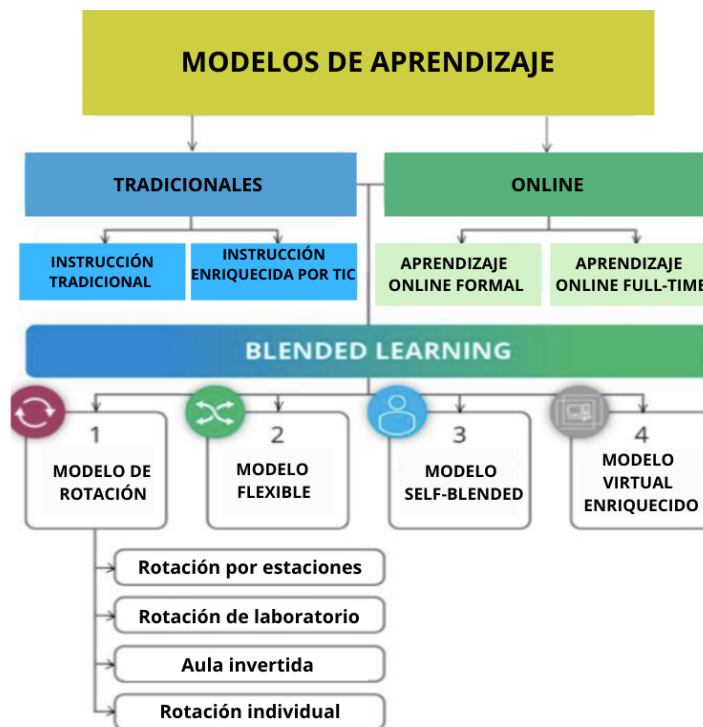 MODELOS DE APRENDIZAJE
TRADICIONALES
ONLINE
INSTRUCCIÓN
TRADICIONAL
INSTRUCCIÓN
ENRIQUECIDA POR TIC
APRENDIZAJE
ONLINE FORMAL
APRENDIZAJE
ONLINE FULL-TIME
BLENDED LEARNING
1
MODELO DE
ROTACIÓN
2
MODELO
FLEXIBLE
3
MODELO
SELF-BLENDED
4
MODELO
VIRTUAL
ENRIQUECIDO
Rotación por estaciones
Rotación de laboratorio
Aula invertida
Rotación individual